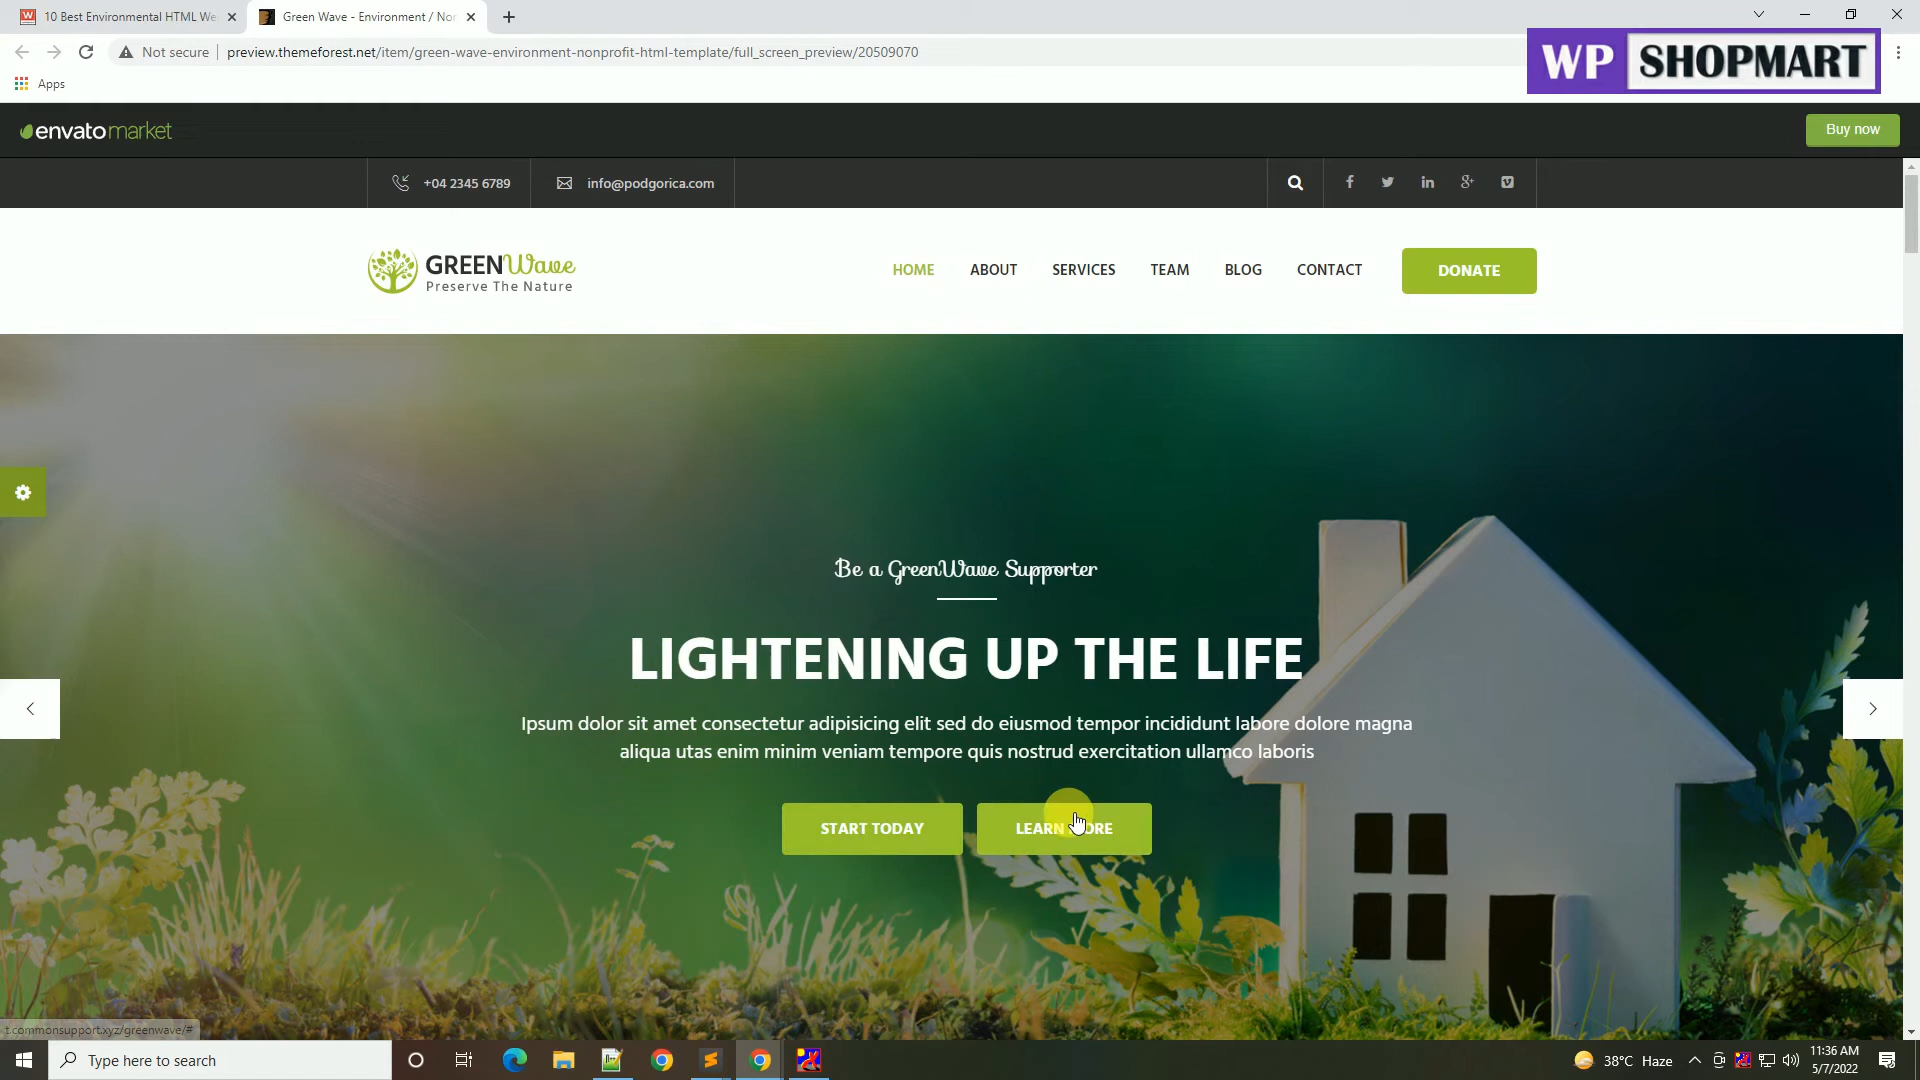 10 Best Environmental HTML We
Green Wave - Environment / Nor
Not secure
preview.themeforest.net/item/green-wave-environment-nonprofit-html-template/full_screen_preview/20509070
WP SHOPMART
Apps
envato market
Buy now
+04 2345 6789
info@podgorica.com
GREEN Wave
Preserve The Nature
HOME ABOUT SERVICES TEAM BLOG CONTACT DONATE
Be a GreenWave Supporter
LIGHTENING UP THE LIFE
Ipsum dolor sit amet consectetur adipisicing elit sed do eiusmod tempor incididunt labore dolore magna
aliqua utas enim minim veniam tempore quis nostrud exercitation ullamco laboris
START TODAY
LEARN MORE
t.commonsupport.xyz/greenwave/#
Type here to search
38°C Haze
11:36 AM
5/7/2022